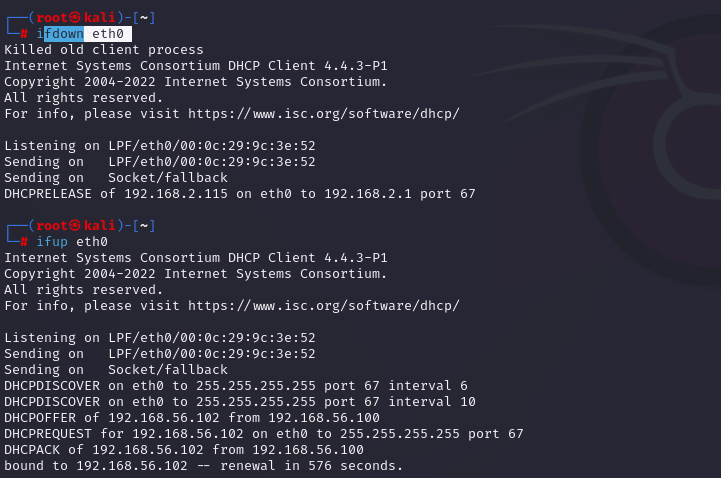 ┌──(root㉿kali)-[~]
└─# ifdown eth0
Killed old client process
Internet Systems Consortium DHCP Client 4.4.3-P1
Copyright 2004-2022 Internet Systems Consortium.
All rights reserved.
For info, please visit https://www.isc.org/software/dhcp/
Listening on LPF/eth0/00:0c:29:9c:3e:52
Sending on   LPF/eth0/00:0c:29:9c:3e:52
Sending on   Socket/fallback
DHCPRELEASE of 192.168.2.115 on eth0 to 192.168.2.1 port 67
┌──(root㉿kali)-[~]
└─# ifup eth0
Internet Systems Consortium DHCP Client 4.4.3-P1
Copyright 2004-2022 Internet Systems Consortium.
All rights reserved.
For info, please visit https://www.isc.org/software/dhcp/
Listening on LPF/eth0/00:0c:29:9c:3e:52
Sending on   LPF/eth0/00:0c:29:9c:3e:52
Sending on   Socket/fallback
DHCPDISCOVER on eth0 to 255.255.255.255 port 67 interval 6
DHCPDISCOVER on eth0 to 255.255.255.255 port 67 interval 10
DHCPOFFER of 192.168.56.102 from 192.168.56.100
DHCPREQUEST for 192.168.56.102 on eth0 to 255.255.255.255 port 67
DHCPACK of 192.168.56.102 from 192.168.56.100
bound to 192.168.56.102 -- renewal in 576 seconds.